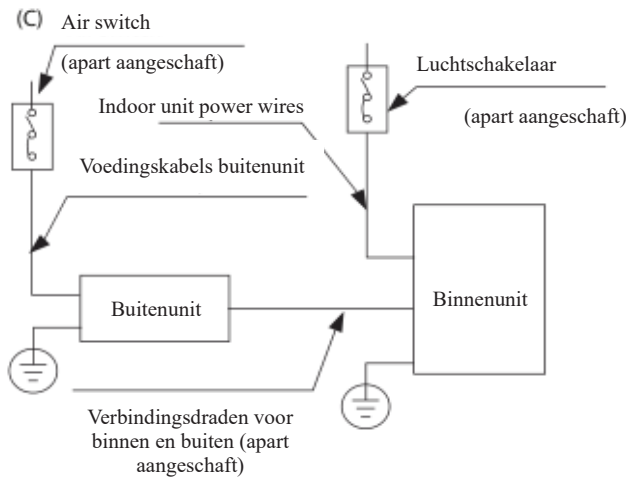 (C)
Air switch
(apart aangeschaft)
Luchtschakelaar
(apart aangeschaft)
Indoor unit power wires
Voedingskabels buitenunit
Buitenunit
Binnenunit
Verbindingsdraden voor
binnen en buiten (apart
aangeschaft)